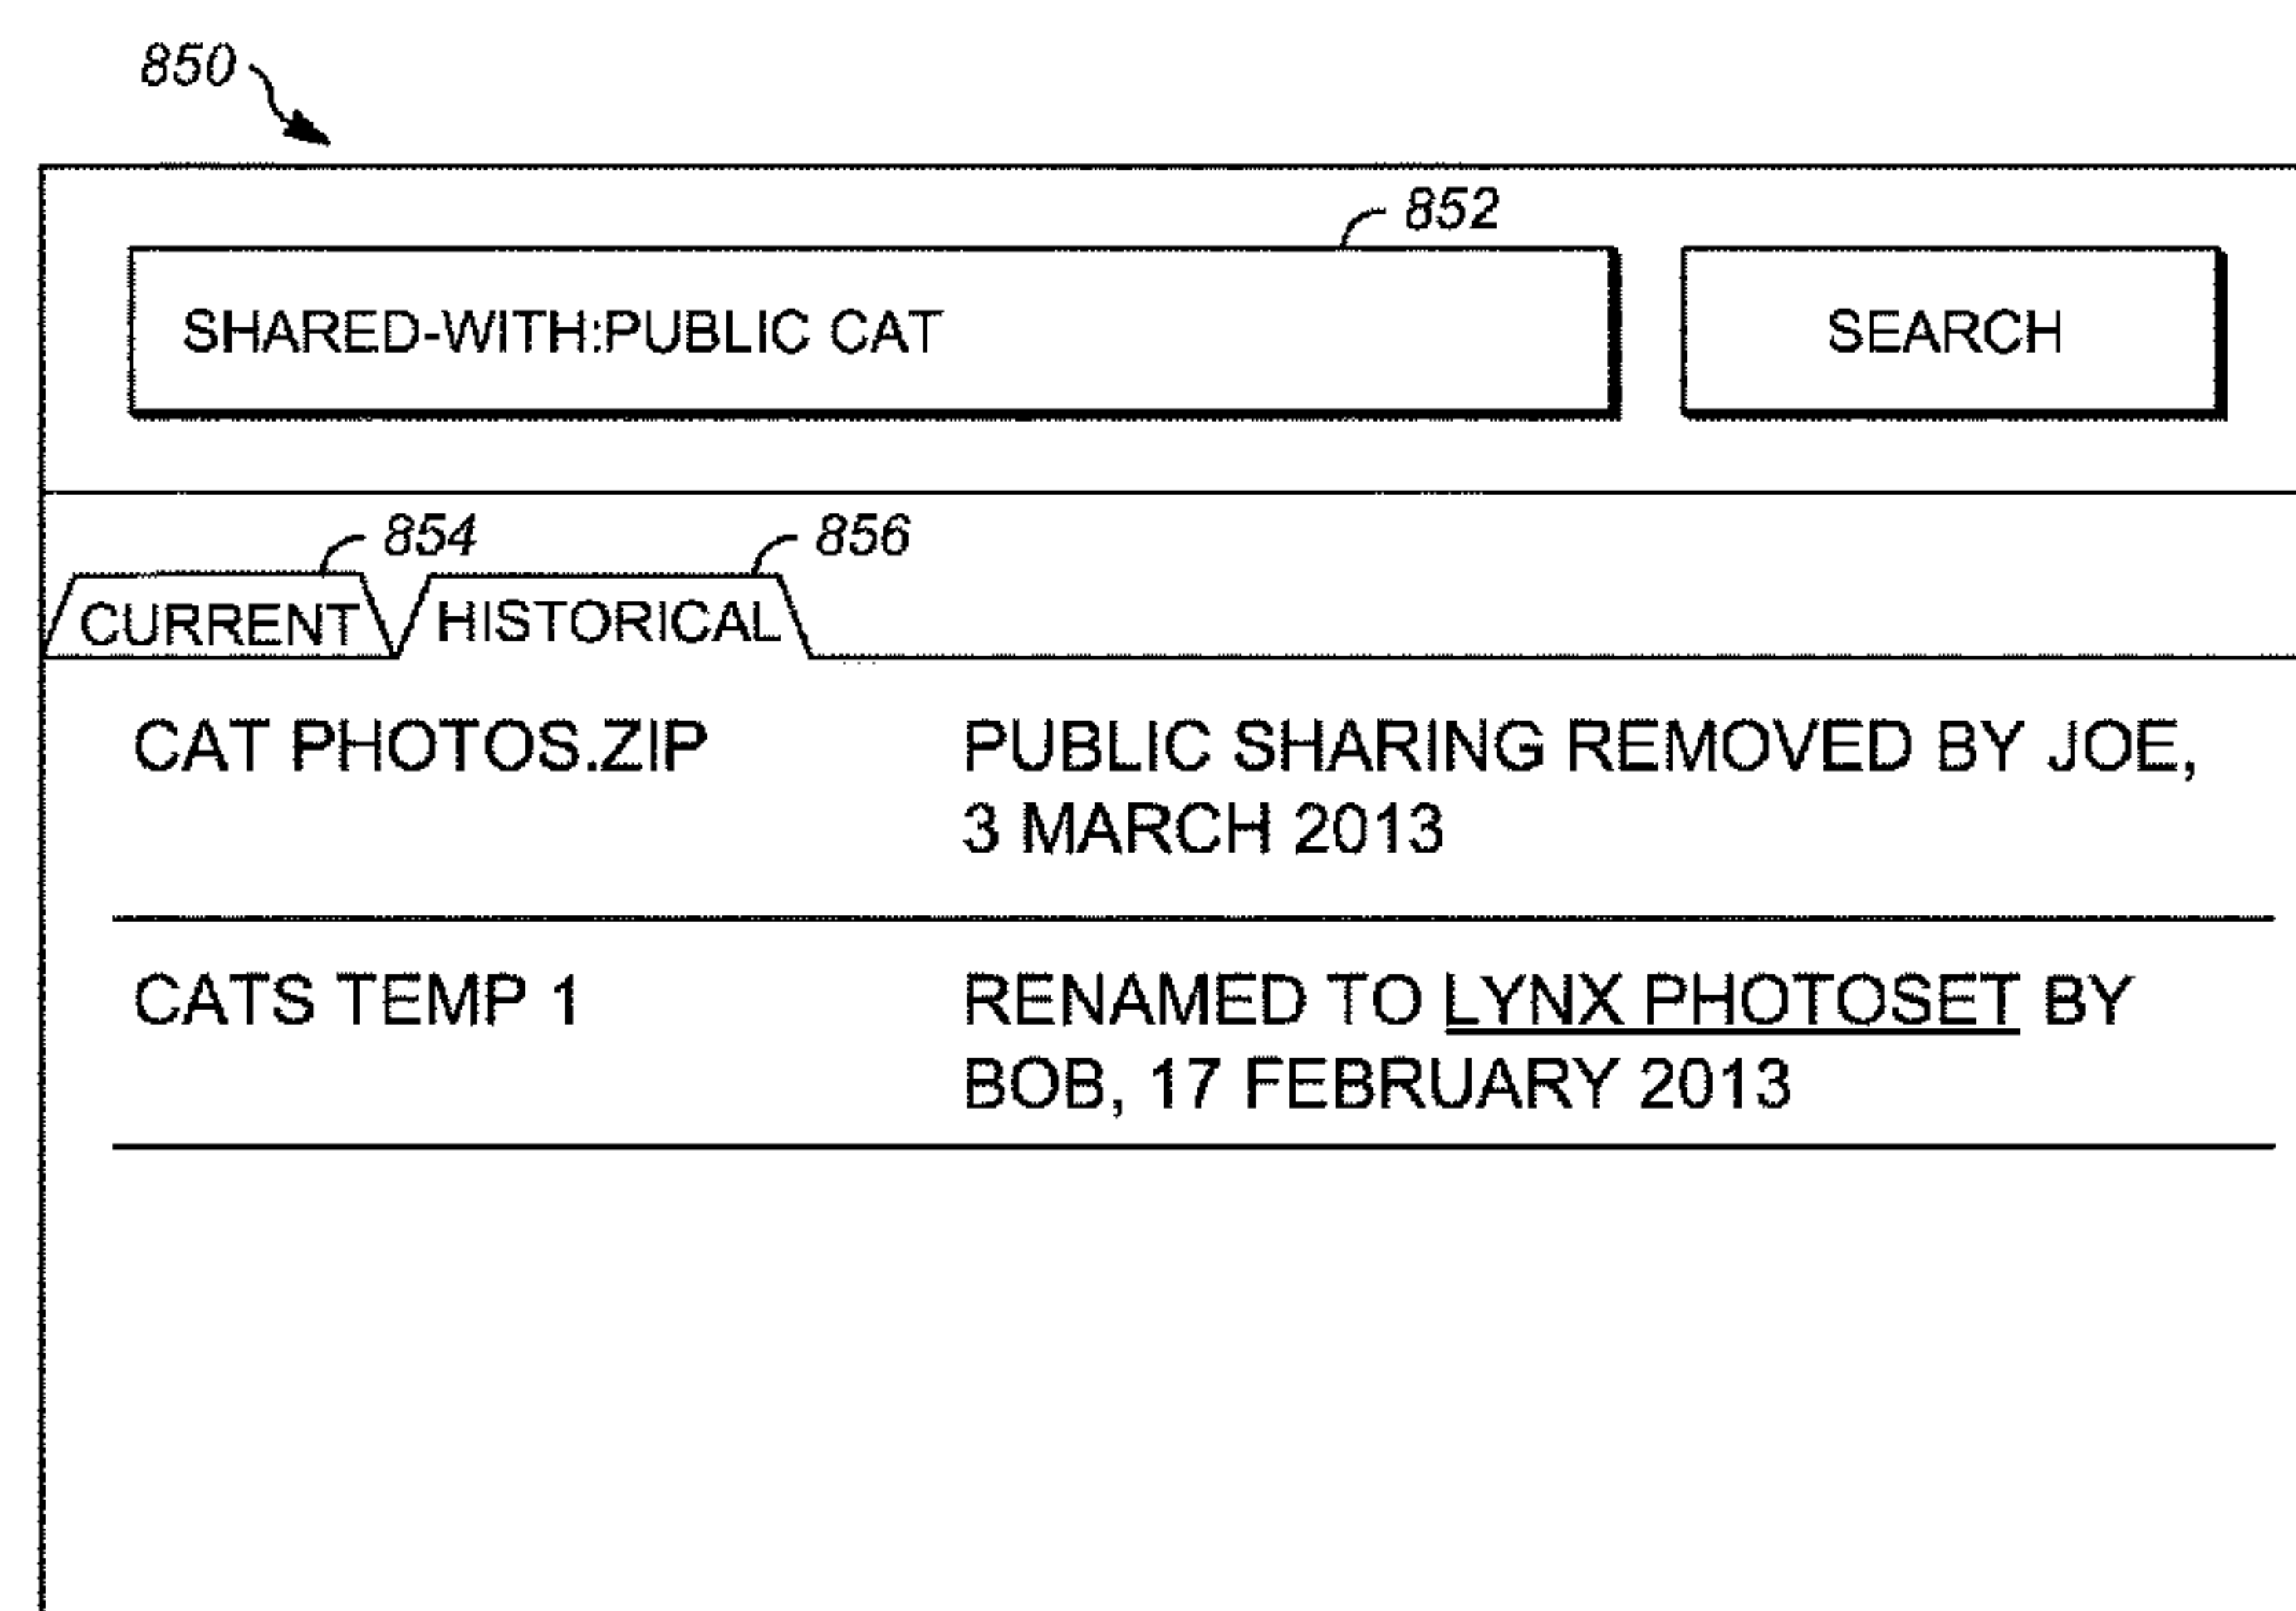 850
852
SHARED-WITH:PUBLIC CAT
SEARCH
854
856
CURRENT
HISTORICAL
CAT PHOTOS.ZIP
PUBLIC SHARING REMOVED BY JOE,
3 MARCH 2013
CATS TEMP 1
RENAMED TO LYNX PHOTOSET BY
BOB, 17 FEBRUARY 2013